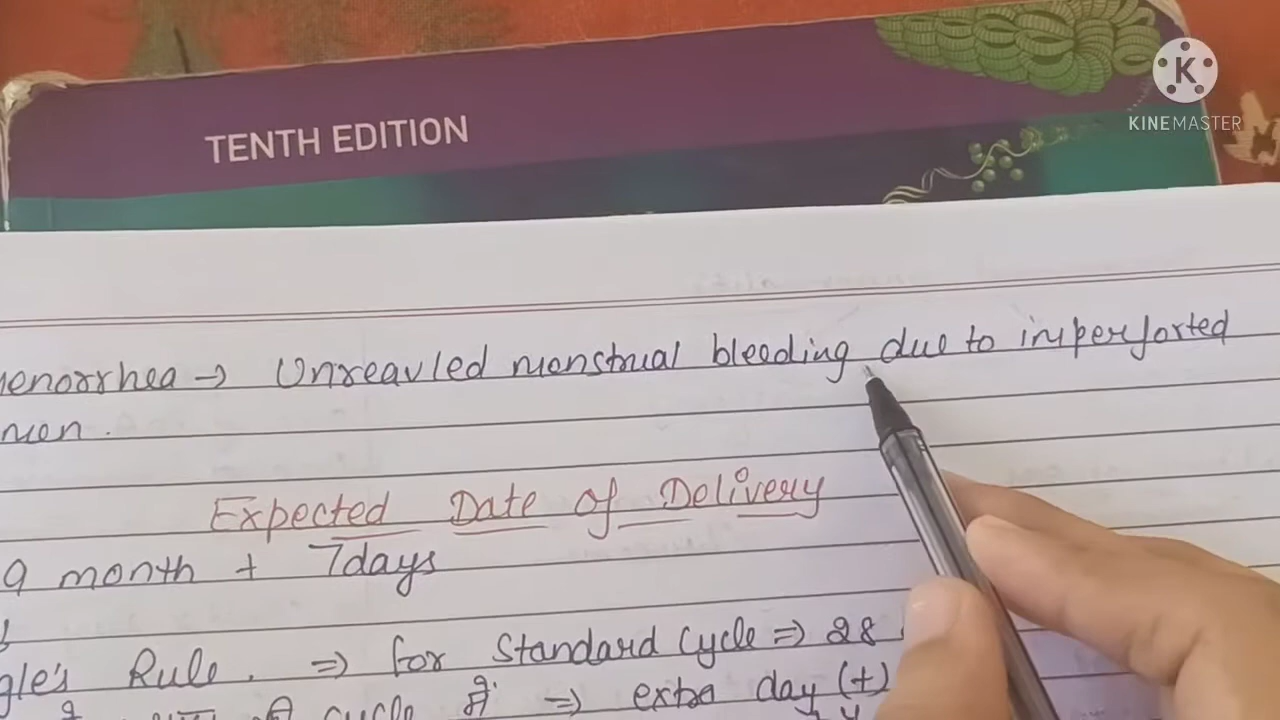 TENTH EDITION
KINEMASTER
menorrhea → Unreavled menstrual bleeding due to imperforted
men.
Expected Date of Delivery
9 month + 7days
gle's Rule. ⇒ for Standard Cycle ⇒ 28
cycle में ⇒ extra day (+)